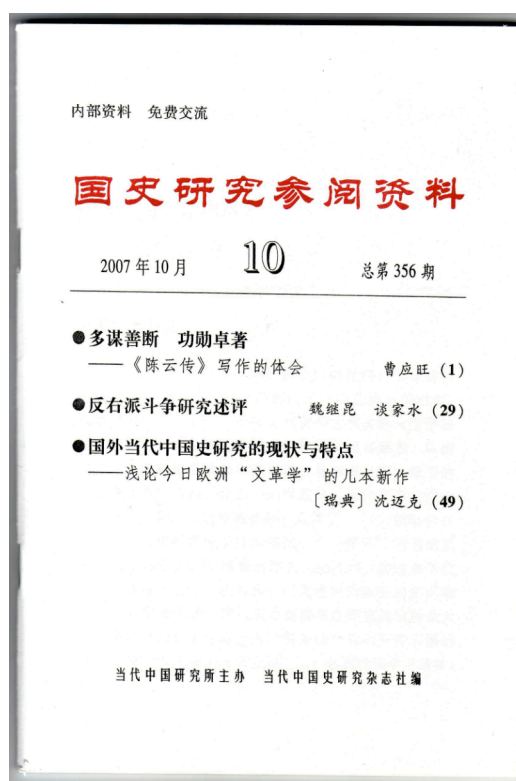 内部资料 免费交流
国史研究参阅资料
2007年10月 10 总第356期
●多谋善断 功勋卓著
——《陈云传》写作的体会 曹应旺 (1)
●反右派斗争研究述评 魏继昆 谈家水 (29)
●国外当代中国史研究的现状与特点
——浅论今日欧洲“文革学”的几本新作
〔瑞典〕沈迈克 (49)
当代中国研究所主办 当代中国史研究杂志社编